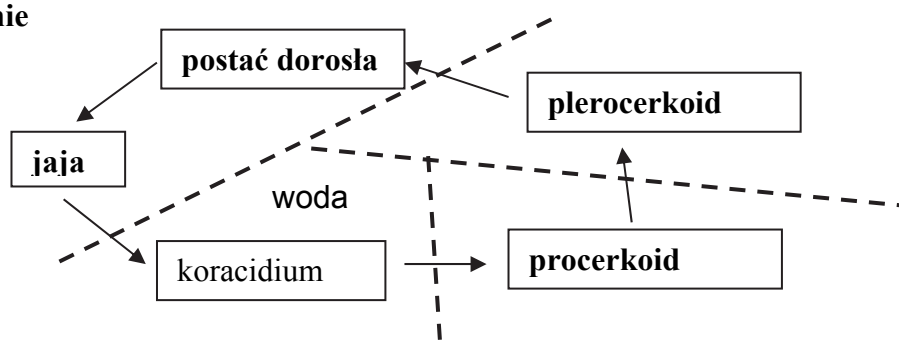 nie
postać dorosła
plerocerkoid
jaja
woda
koracidium
procerkoid